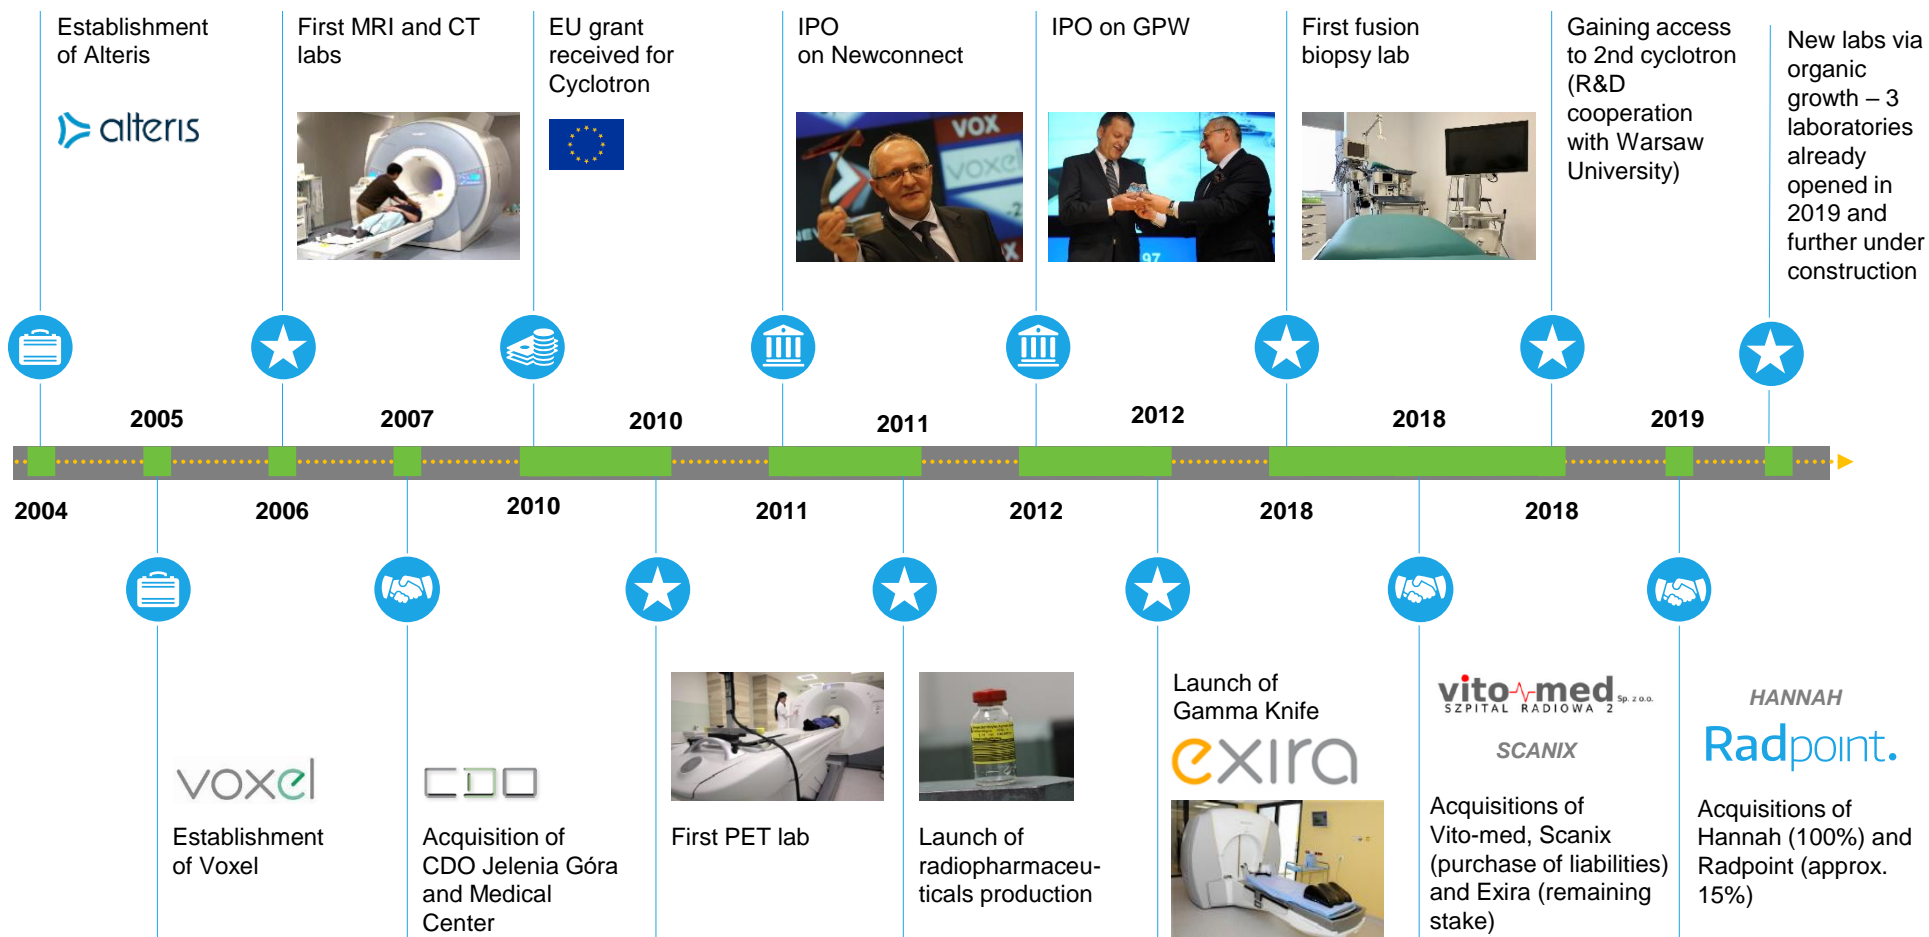 Establishment
of Alteris
alteris
First MRI and CT
labs
EU grant
received for
Cyclotron
IPO
on Newconnect
VOX
voxel
VOX
IPO on GPW
97
First fusion
biopsy lab
Gaining access
to 2nd cyclotron
(R&D
cooperation
with Warsaw
University)
New labs via
organic
growth – 3
laboratories
already
opened in
2019 and
further under
construction
2005
2007
2010
2011
2012
2018
2019
2004
2006
2010
2011
2012
2018
2018
voxel
Establishment
of Voxel
CDO
Acquisition of
CDO Jelenia Góra
and Medical
Center
First PET lab
Launch of
radiopharmaceu-
ticals production
Launch of
Gamma Knife
exira
vito-med Sp. z o.o.
SZPITAL RADIOWA 2
SCANIX
Acquisitions of
Vito-med, Scanix
(purchase of liabilities)
and Exira (remaining
stake)
HANNAH
Radpoint.
Acquisitions of
Hannah (100%) and
Radpoint (approx.
15%)